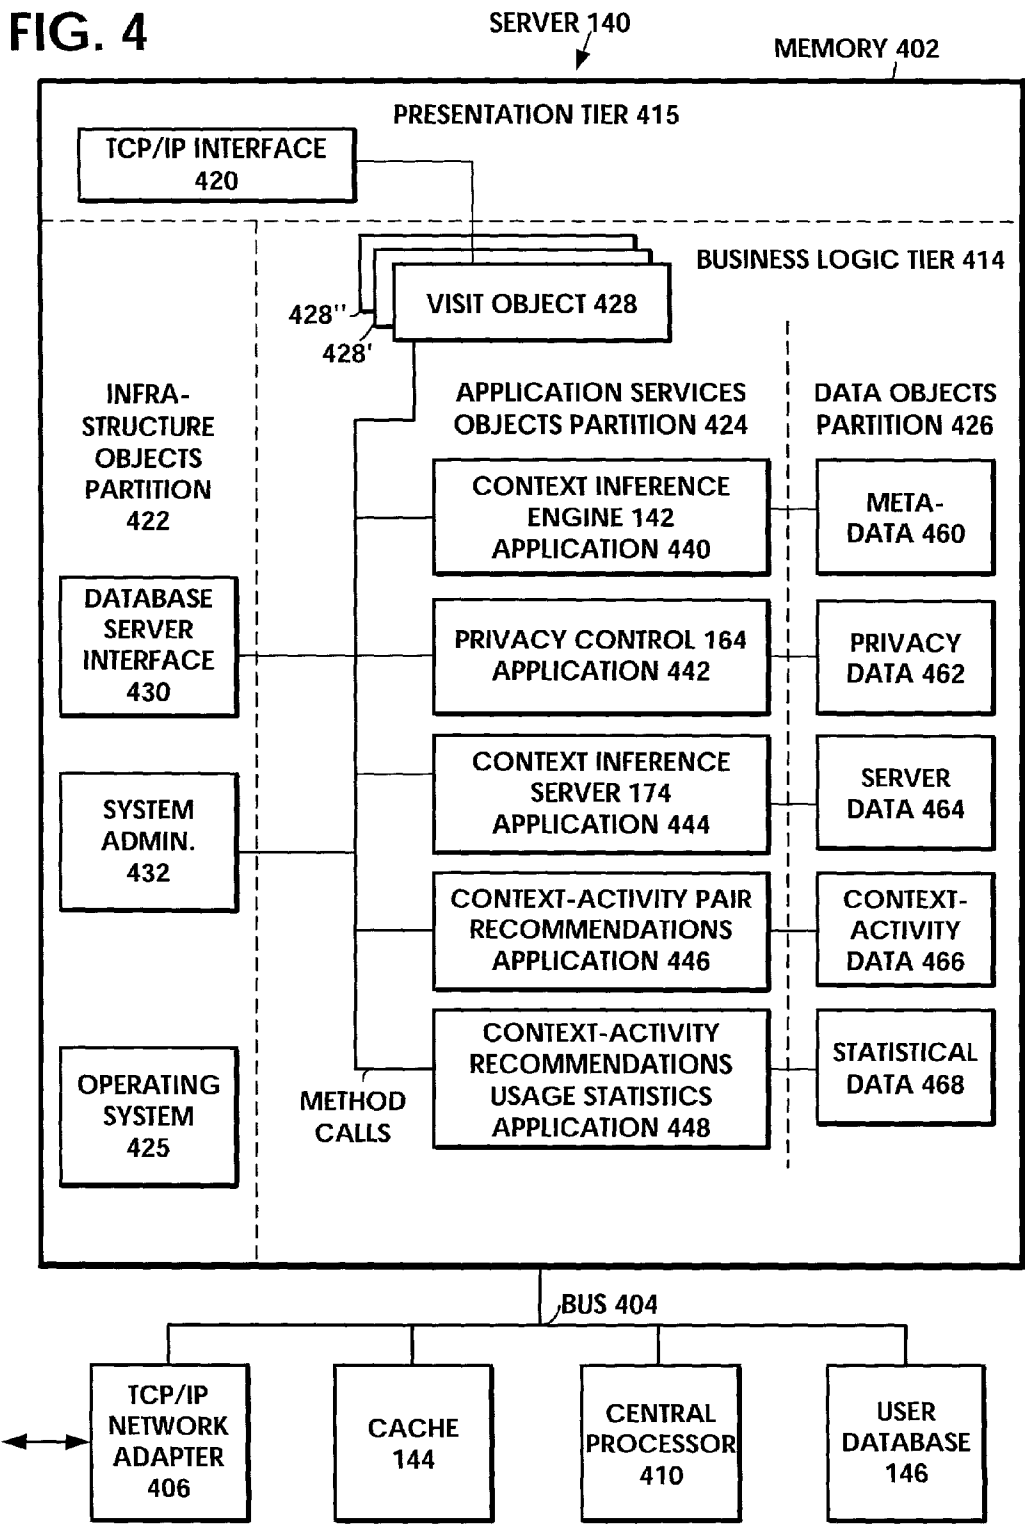 FIG. 4
SERVER 140
MEMORY 402
PRESENTATION TIER 415
TCP/IP INTERFACE
420
BUSINESS LOGIC TIER 414
VISIT OBJECT 428
428''
428'
INFRA-
STRUCTURE
OBJECTS
PARTITION
422
APPLICATION SERVICES
OBJECTS PARTITION 424
DATA OBJECTS
PARTITION 426
CONTEXT INFERENCE
ENGINE 142
APPLICATION 440
META-
DATA 460
DATABASE
SERVER
INTERFACE
430
PRIVACY CONTROL 164
APPLICATION 442
PRIVACY
DATA 462
CONTEXT INFERENCE
SERVER 174
APPLICATION 444
SERVER
DATA 464
SYSTEM
ADMIN.
432
CONTEXT-ACTIVITY PAIR
RECOMMENDATIONS
APPLICATION 446
CONTEXT-
ACTIVITY
DATA 466
CONTEXT-ACTIVITY
RECOMMENDATIONS
USAGE STATISTICS
APPLICATION 448
STATISTICAL
DATA 468
OPERATING
SYSTEM
425
METHOD
CALLS
BUS 404
TCP/IP
NETWORK
ADAPTER
406
CACHE
144
CENTRAL
PROCESSOR
410
USER
DATABASE
146